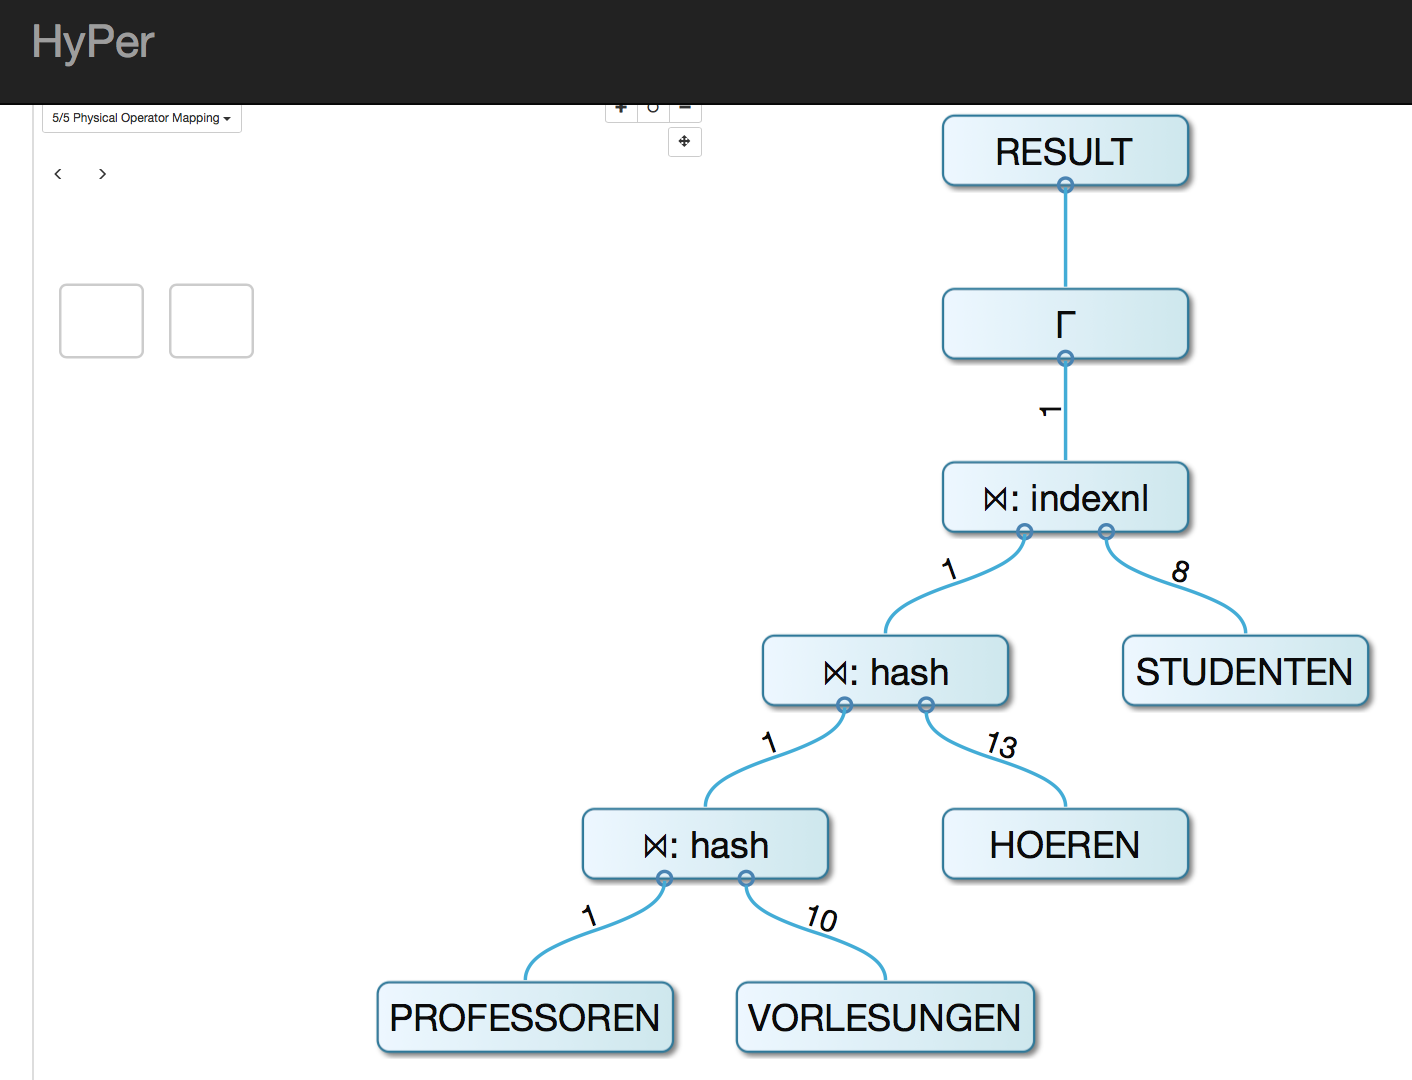 HyPer
5/5 Physical Operator Mapping
RESULT
Γ
1
⋈: indexnl
1
8
⋈: hash
STUDENTEN
1
13
⋈: hash
HOEREN
1
10
PROFESSOREN
VORLESUNGEN